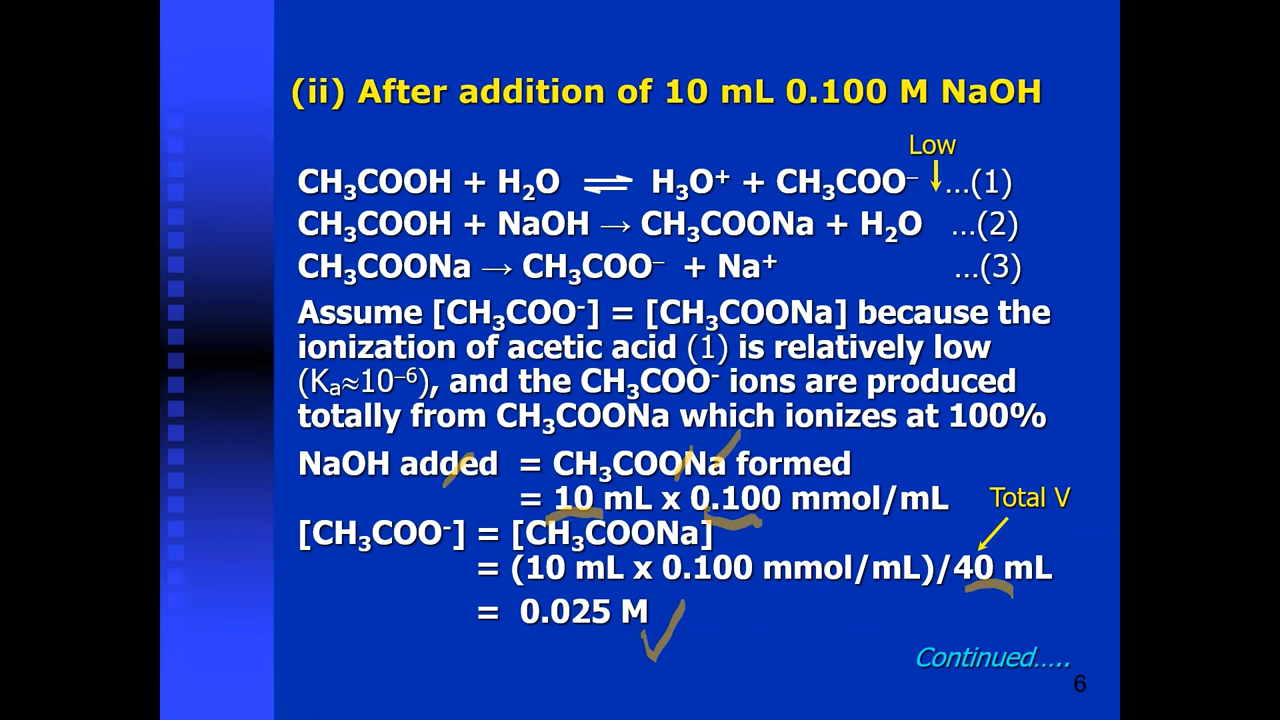 (ii) After addition of 10 mL 0.100 M NaOH
Low
CH₃COOH + H₂O ⇌ H₃O⁺ + CH₃COO⁻ …(1)
CH₃COOH + NaOH → CH₃COONa + H₂O …(2)
CH₃COONa → CH₃COO⁻ + Na⁺ …(3)
Assume [CH₃COO⁻] = [CH₃COONa] because the
ionization of acetic acid (1) is relatively low
(Kₐ≈10⁻⁶), and the CH₃COO⁻ ions are produced
totally from CH₃COONa which ionizes at 100%
NaOH added = CH₃COONa formed
= 10 mL x 0.100 mmol/mL
Total V
[CH₃COO⁻] = [CH₃COONa]
= (10 mL x 0.100 mmol/mL)/40 mL
= 0.025 M
Continued…..
6